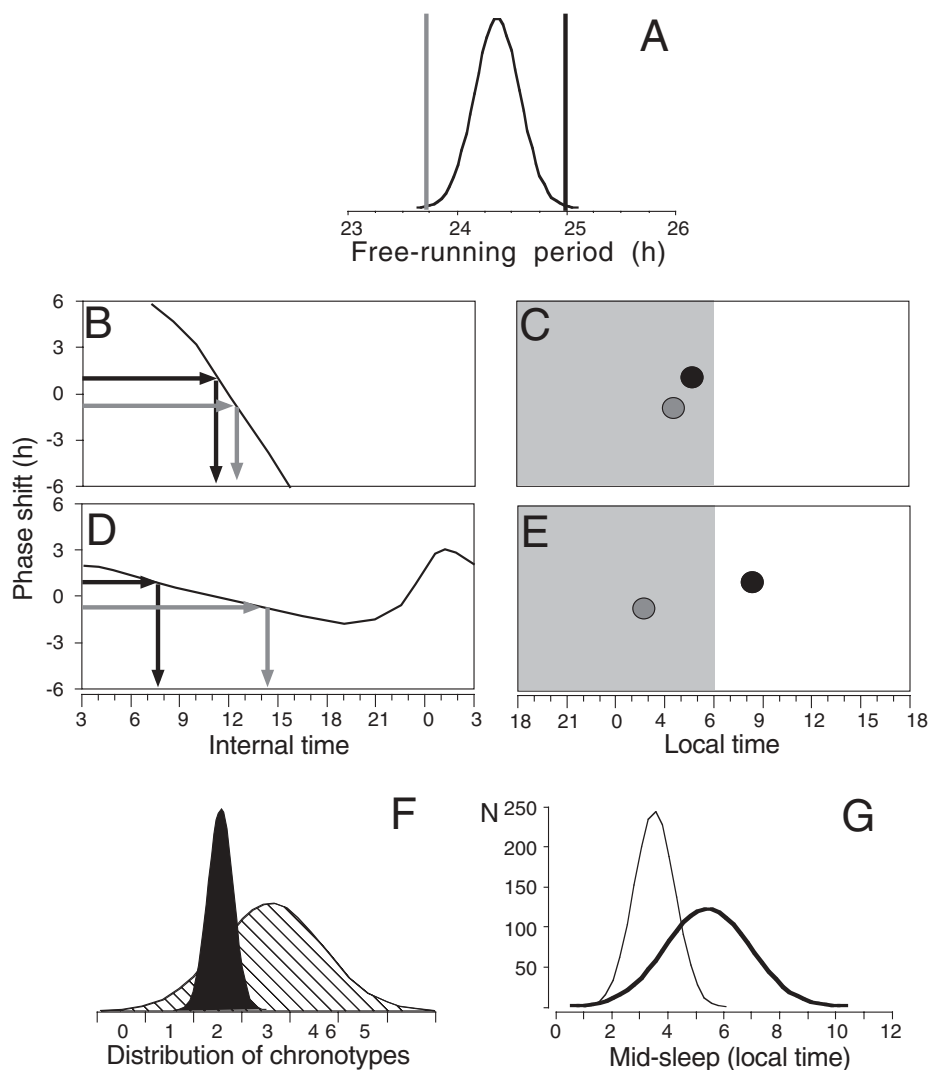 A
23 24 25 26
Free-running period (h)
B
6
3
0
-3
-6
C
Phase shift (h)
D
6
3
0
-3
-6
3 6 9 12 15 18 21 0 3
Internal time
E
18 21 0 4 6 9 12 15 18
Local time
F
0 1 2 3 4 6 5
Distribution of chronotypes
G
N 250
200
150
100
50
0 2 4 6 8 10 12
Mid-sleep (local time)